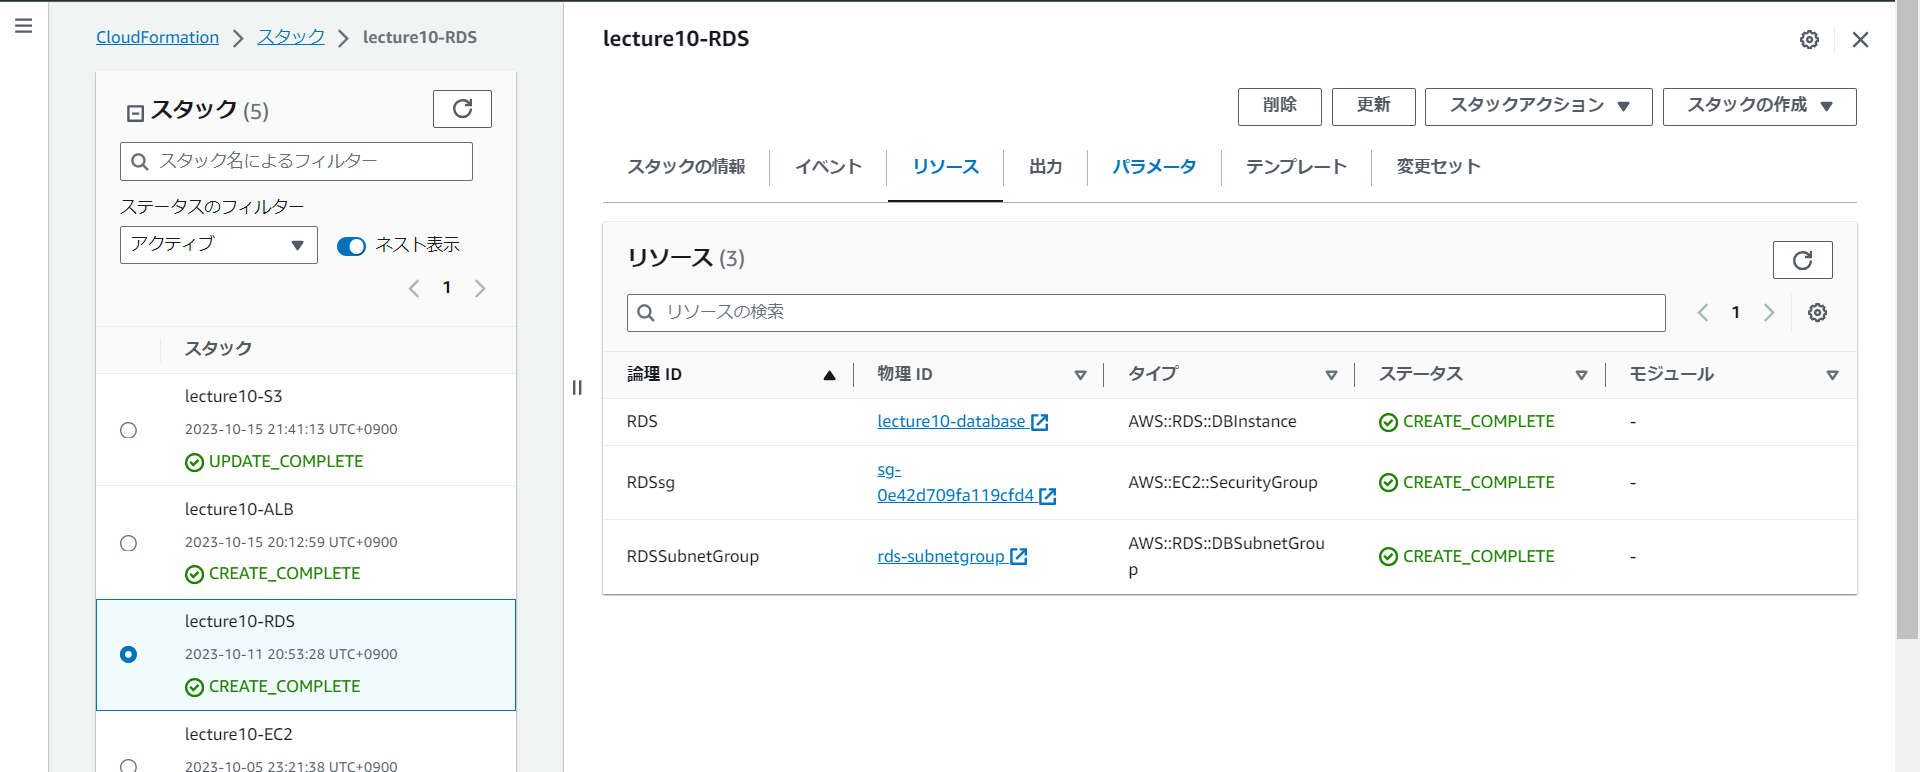 CloudFormation > スタック > lecture10-RDS
スタック (5)
スタック名によるフィルター
ステータスのフィルター
アクティブ
ネスト表示
1
スタック
lecture10-S3
2023-10-15 21:41:13 UTC+0900
UPDATE_COMPLETE
lecture10-ALB
2023-10-15 20:12:59 UTC+0900
CREATE_COMPLETE
lecture10-RDS
2023-10-11 20:53:28 UTC+0900
CREATE_COMPLETE
lecture10-EC2
2023-10-05 23:21:38 UTC+0900
lecture10-RDS
削除 更新 スタックアクション スタックの作成
スタックの情報 イベント リソース 出力 パラメータ テンプレート 変更セット
リソース (3)
リソースの検索
1
論理 ID 物理 ID タイプ ステータス モジュール
RDS lecture10-database AWS::RDS::DBInstance CREATE_COMPLETE -
RDSsg sg-
0e42d709fa119cfd4 AWS::EC2::SecurityGroup CREATE_COMPLETE -
RDSSubnetGroup rds-subnetgroup AWS::RDS::DBSubnetGrou
p CREATE_COMPLETE -